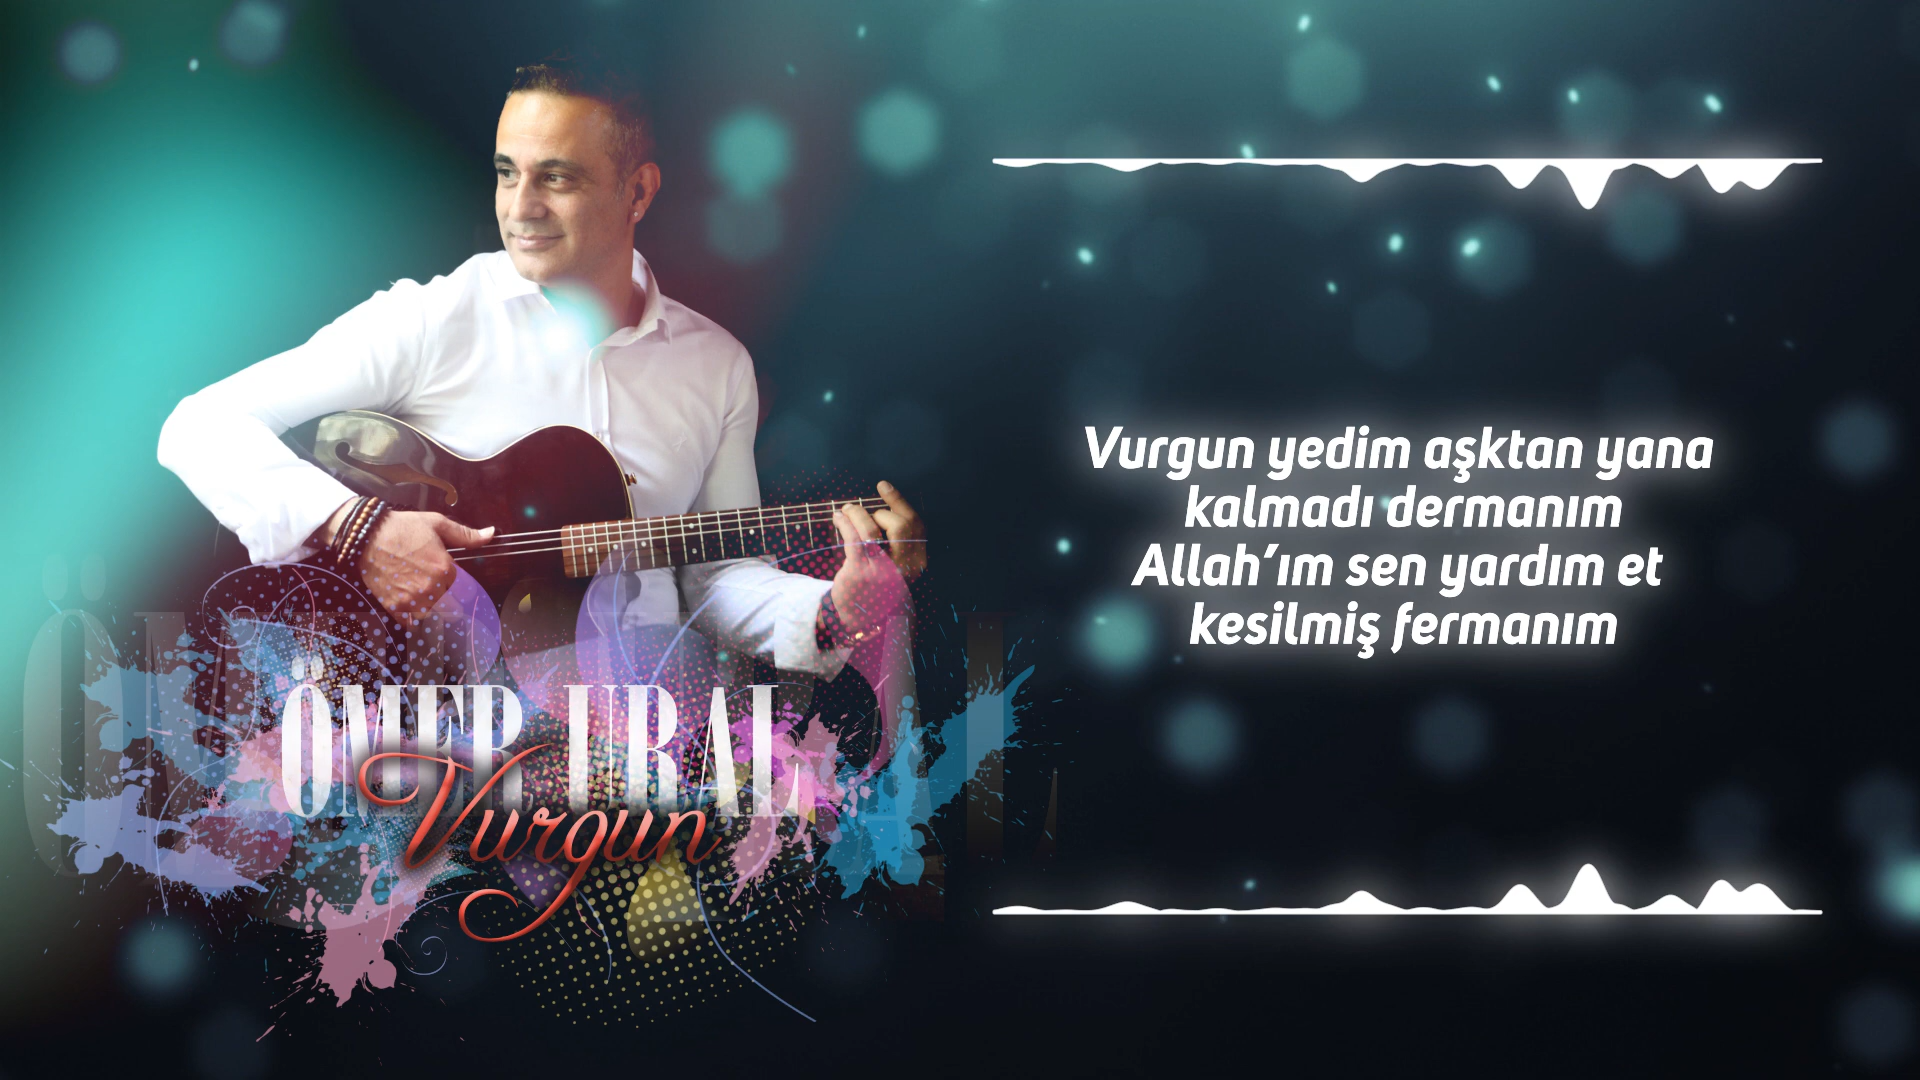 ÖMER URAL
Vurgun
Vurgun yedim aşktan yana
kalmadı dermanım
Allah’ım sen yardım et
kesilmiş fermanım